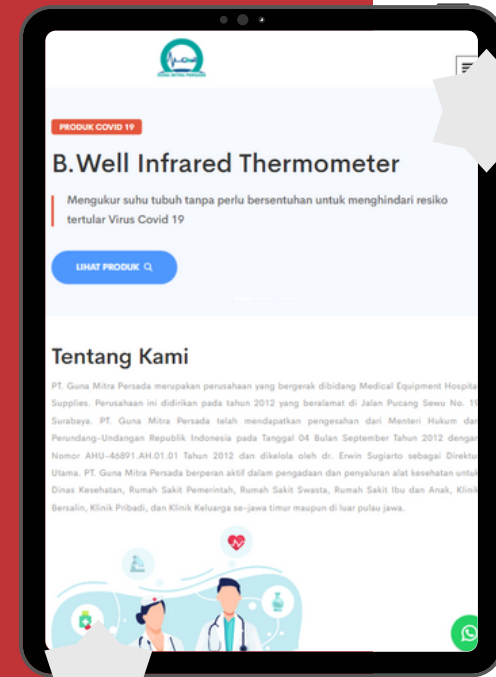 GUNA MITRA PERSADA
PRODUK COVID 19
B.Well Infrared Thermometer
Mengukur suhu tubuh tanpa perlu bersentuhan untuk menghindari resiko
tertular Virus Covid 19
LIHAT PRODUK
Tentang Kami
PT. Guna Mitra Persada merupakan perusahaan yang bergerak dibidang Medical Equipment Hospita
Supplies. Perusahaan ini didirikan pada tahun 2012 yang beralamat di Jalan Pucang Sewu No. 19
Surabaya. PT. Guna Mitra Persada telah mendapatkan pengesahan dari Menteri Hukum dan
Perundang-Undangan Republik Indonesia pada Tanggal 04 Bulan September Tahun 2012 dengan
Nomor AHU-46891.AH.01.01 Tahun 2012 dan dikelola oleh dr. Erwin Sugiarto sebagai Direktu
Utama. PT. Guna Mitra Persada berperan aktif dalam pengadaan dan penyaluran alat kesehatan untuk
Dinas Kesehatan, Rumah Sakit Pemerintah, Rumah Sakit Swasta, Rumah Sakit Ibu dan Anak, Klinik
Bersalin, Klinik Pribadi, dan Klinik Keluarga se-jawa timur maupun di luar pulau jawa.